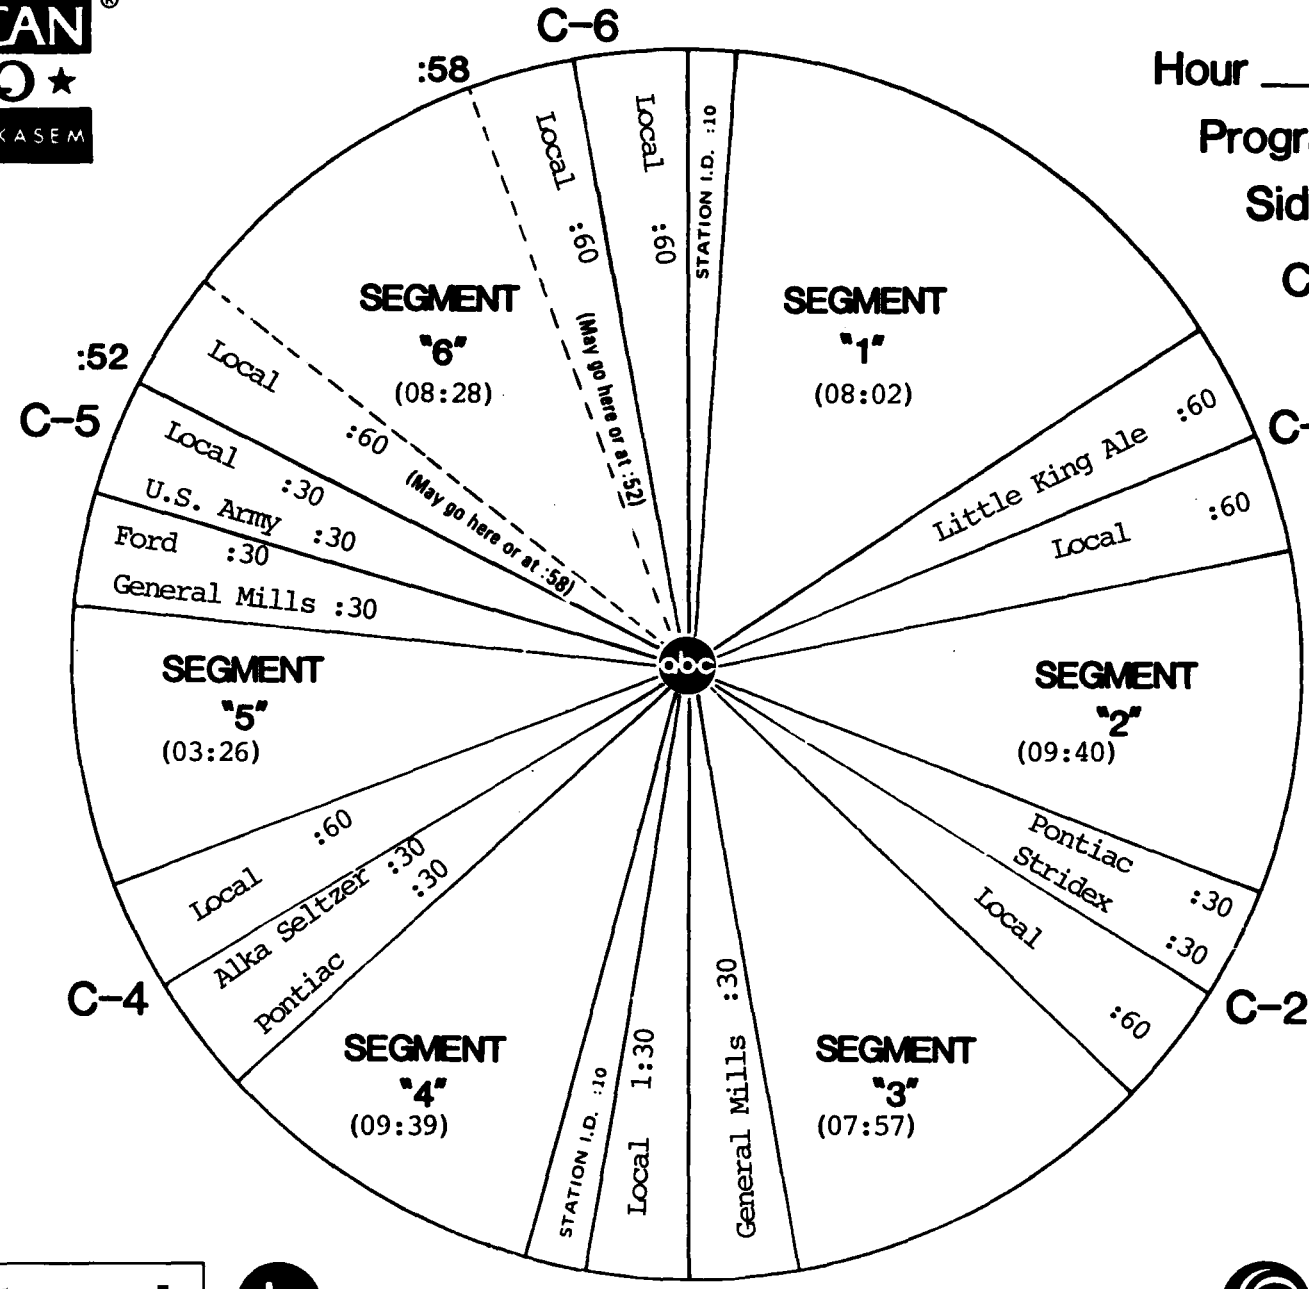 CAN ®
KASEM
Hour
C-6
:58
Local :60
Local :60
STATION I.D. :10
(May go here or at :52)
SEGMENT
"1"
(08:02)
Little King Ale :60
Local :60
SEGMENT
"2"
(09:40)
Pontiac :30
Stridex :30
Local :60
C-2
SEGMENT
"3"
(07:57)
General Mills :30
Local 1:30
STATION I.D. :10
SEGMENT
"4"
(09:39)
Pontiac :30
Alka Seltzer :30
C-4
Local :60
SEGMENT
"5"
(03:26)
General Mills :30
Ford :30
U.S. Army :30
Local :30
C-5
:52
Local :60
(May go here or at :58)
SEGMENT
"6"
(08:28)
abc